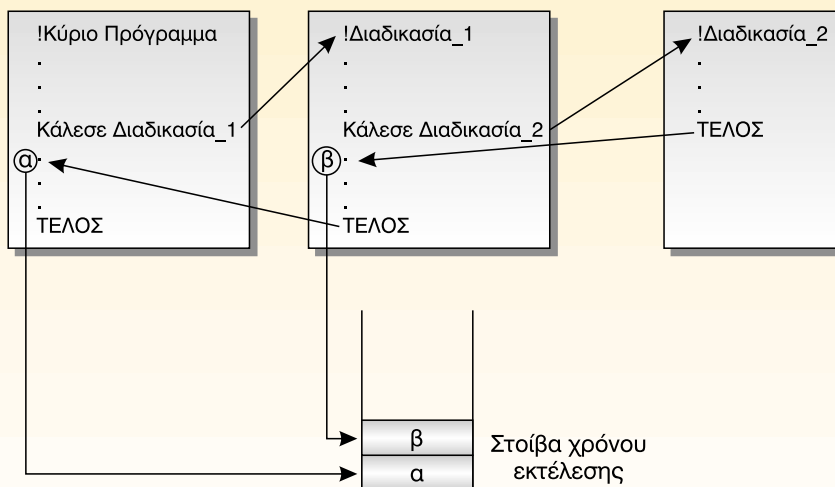 !Κύριο Πρόγραμμα
.
.
.
Κάλεσε Διαδικασία_1
α .
.
.
ΤΕΛΟΣ
!Διαδικασία_1
.
.
.
Κάλεσε Διαδικασία_2
β .
.
.
ΤΕΛΟΣ
!Διαδικασία_2
.
.
.
ΤΕΛΟΣ
β
α
Στοίβα χρόνου
εκτέλεσης